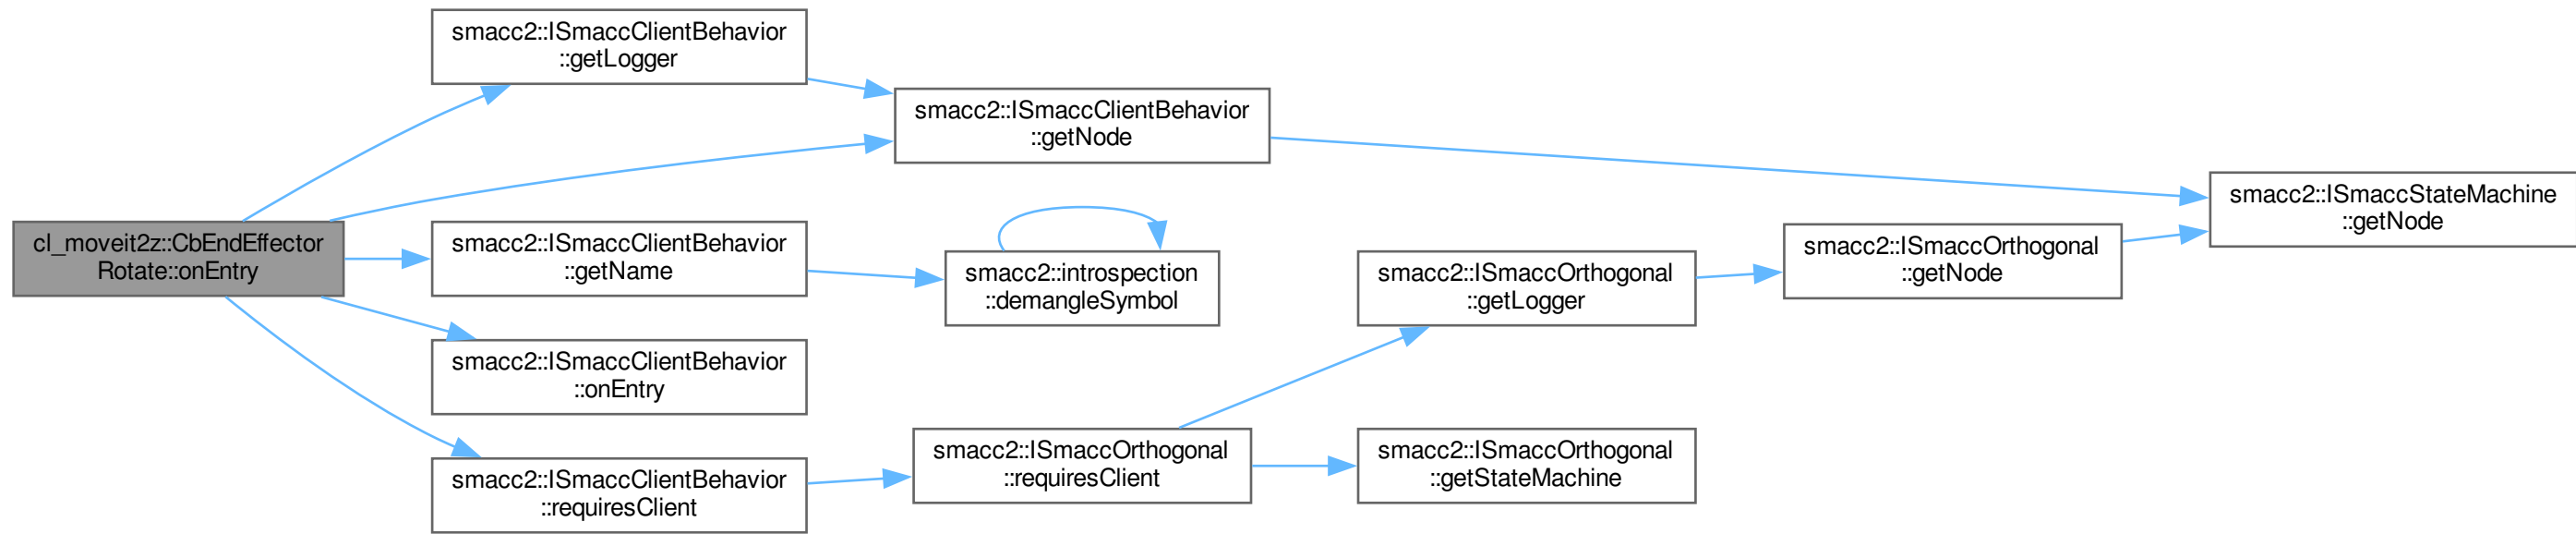 cl_moveit2z::CbEndEffector
Rotate::onEntry
smacc2::ISmaccClientBehavior
::getLogger
smacc2::ISmaccClientBehavior
::getNode
smacc2::ISmaccStateMachine
::getNode
smacc2::ISmaccClientBehavior
::getName
smacc2::introspection
::demangleSymbol
smacc2::ISmaccClientBehavior
::onEntry
smacc2::ISmaccClientBehavior
::requiresClient
smacc2::ISmaccOrthogonal
::requiresClient
smacc2::ISmaccOrthogonal
::getLogger
smacc2::ISmaccOrthogonal
::getNode
smacc2::ISmaccOrthogonal
::getStateMachine